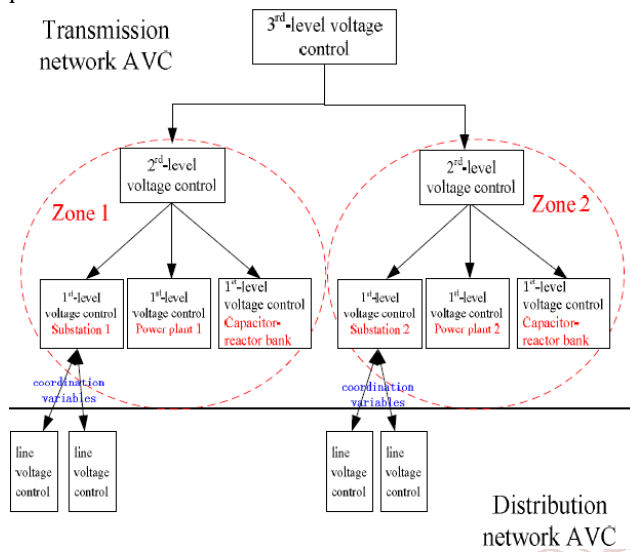 Transmission
network AVC
3rd-level voltage
control
2rd-level
voltage control
Zone 1
2rd-level
voltage control
Zone 2
1st-level
voltage control
Substation 1
1st-level
voltage control
Power plant 1
1st-level
voltage control
Capacitor-
reactor bank
1st-level
voltage control
Substation 2
1st-level
voltage control
Power plant 2
1st-level
voltage control
Capacitor-
reactor bank
coordination
variables
coordination
variables
line
voltage
control
line
voltage
control
line
voltage
control
line
voltage
control
Distribution
network AVC